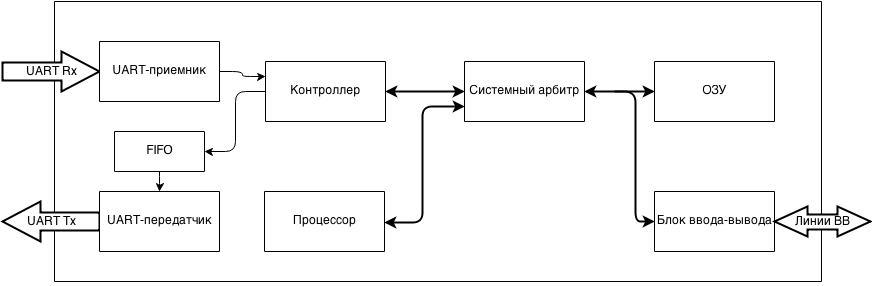 UART Rx
UART-приемник
Контроллер
Системный арбитр
ОЗУ
FIFO
UART Tx
UART-передатчик
Процессор
Блок ввода-вывода
Линии ВВ